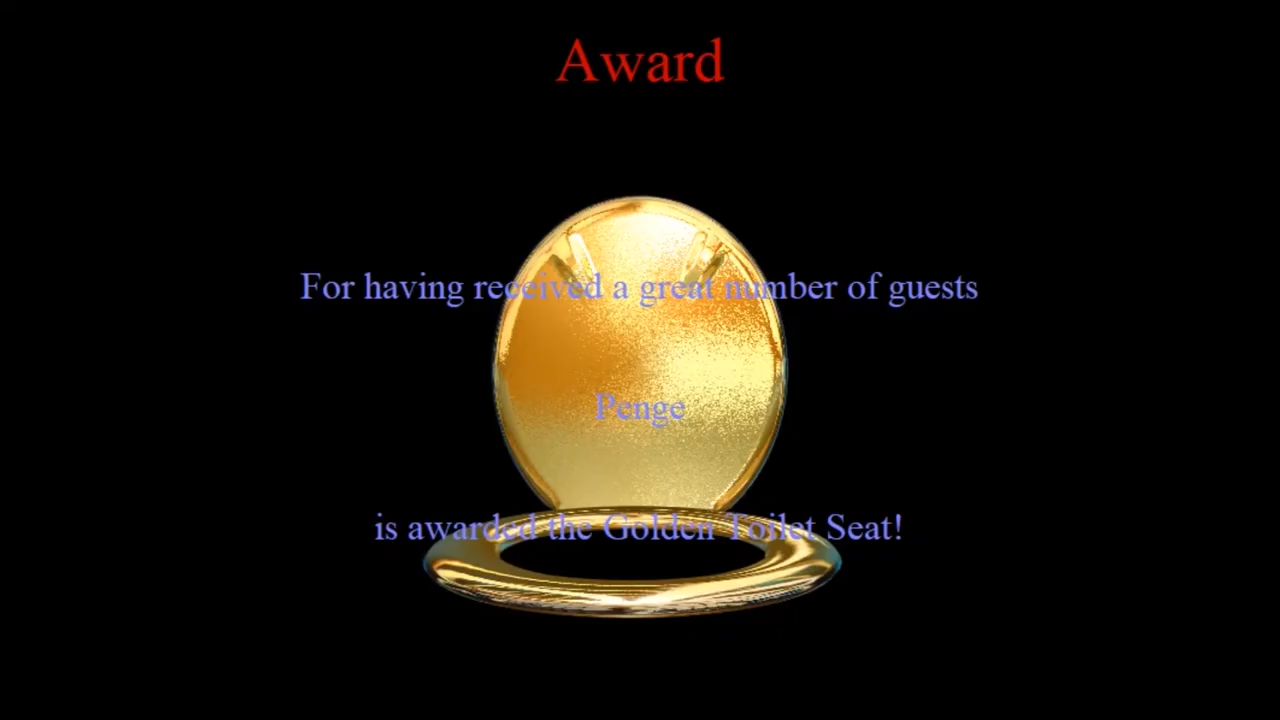 Award
For having received a great number of guests
Penge
is awarded the Golden Toilet Seat!